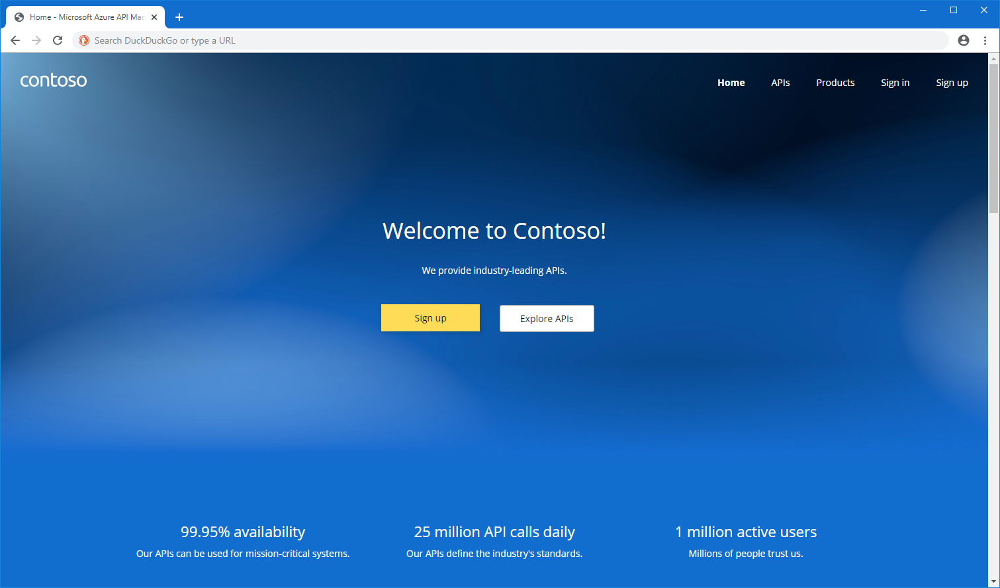 Home - Microsoft Azure API Man
Search DuckDuckGo or type a URL
contoso
Home APIs Products Sign in Sign up
Welcome to Contoso!
We provide industry-leading APIs.
Sign up Explore APIs
99.95% availability 25 million API calls daily 1 million active users
Our APIs can be used for mission-critical systems. Our APIs define the industry's standards. Millions of people trust us.